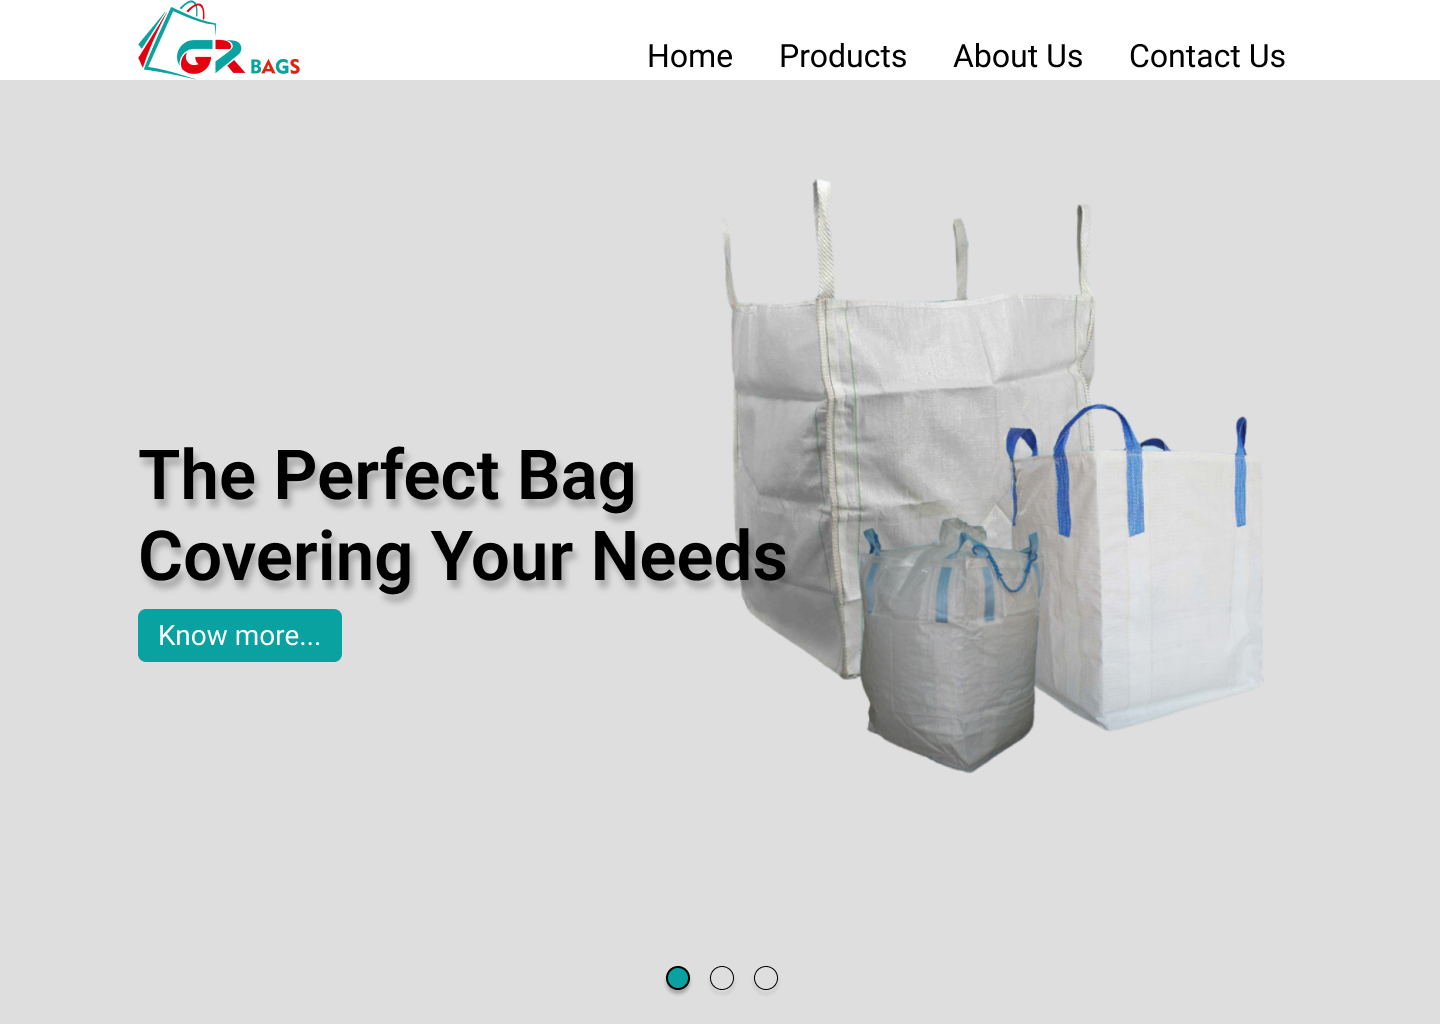 GR BAGS
Home Products About Us Contact Us
The Perfect Bag
Covering Your Needs
Know more...